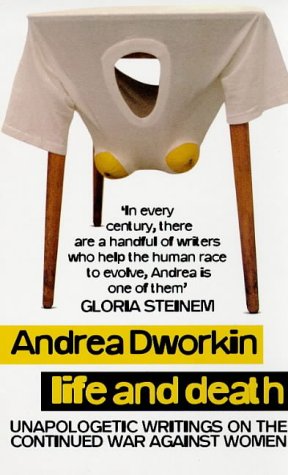 'In every
century, there
are a handful of writers
who help the human race
to evolve, Andrea is
one of them'
GLORIA STEINEM
Andrea Dworkin
life and death
UNAPOLOGETIC WRITINGS ON THE
CONTINUED WAR AGAINST WOMEN